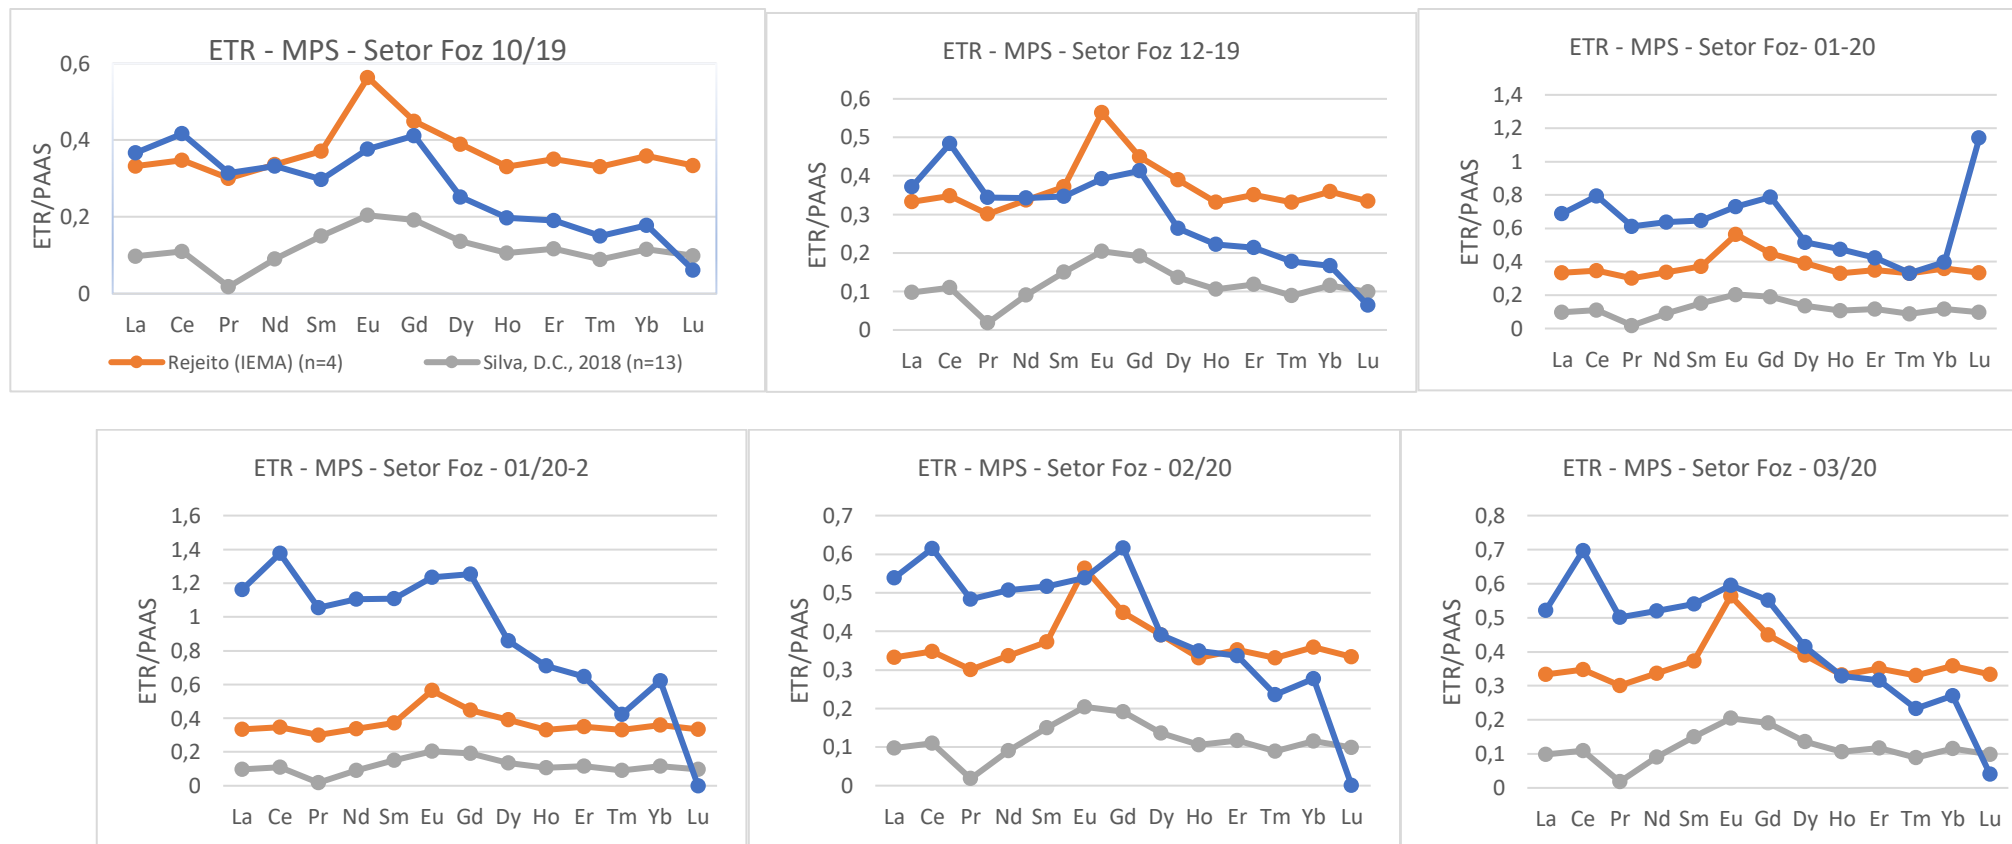 ETR - MPS - Setor Foz 10/19
0,6
0,4
0,2
0
ETR/PAAS
La Ce Pr Nd Sm Eu Gd Dy Ho Er Tm Yb Lu
Rejeito (IEMA) (n=4) Silva, D.C., 2018 (n=13)
ETR - MPS - Setor Foz 12-19
0,6
0,5
0,4
0,3
0,2
0,1
0
ETR/PAAS
La Ce Pr Nd Sm Eu Gd Dy Ho Er Tm Yb Lu
ETR - MPS - Setor Foz- 01-20
1,4
1,2
1
0,8
0,6
0,4
0,2
0
ETR/PAAS
La Ce Pr Nd Sm Eu Gd Dy Ho Er Tm Yb Lu
ETR - MPS - Setor Foz - 01/20-2
1,6
1,4
1,2
1
0,8
0,6
0,4
0,2
0
ETR/PAAS
La Ce Pr Nd Sm Eu Gd Dy Ho Er Tm Yb Lu
ETR - MPS - Setor Foz - 02/20
0,7
0,6
0,5
0,4
0,3
0,2
0,1
0
ETR/PAAS
La Ce Pr Nd Sm Eu Gd Dy Ho Er Tm Yb Lu
ETR - MPS - Setor Foz - 03/20
0,8
0,7
0,6
0,5
0,4
0,3
0,2
0,1
0
ETR/PAAS
La Ce Pr Nd Sm Eu Gd Dy Ho Er Tm Yb Lu